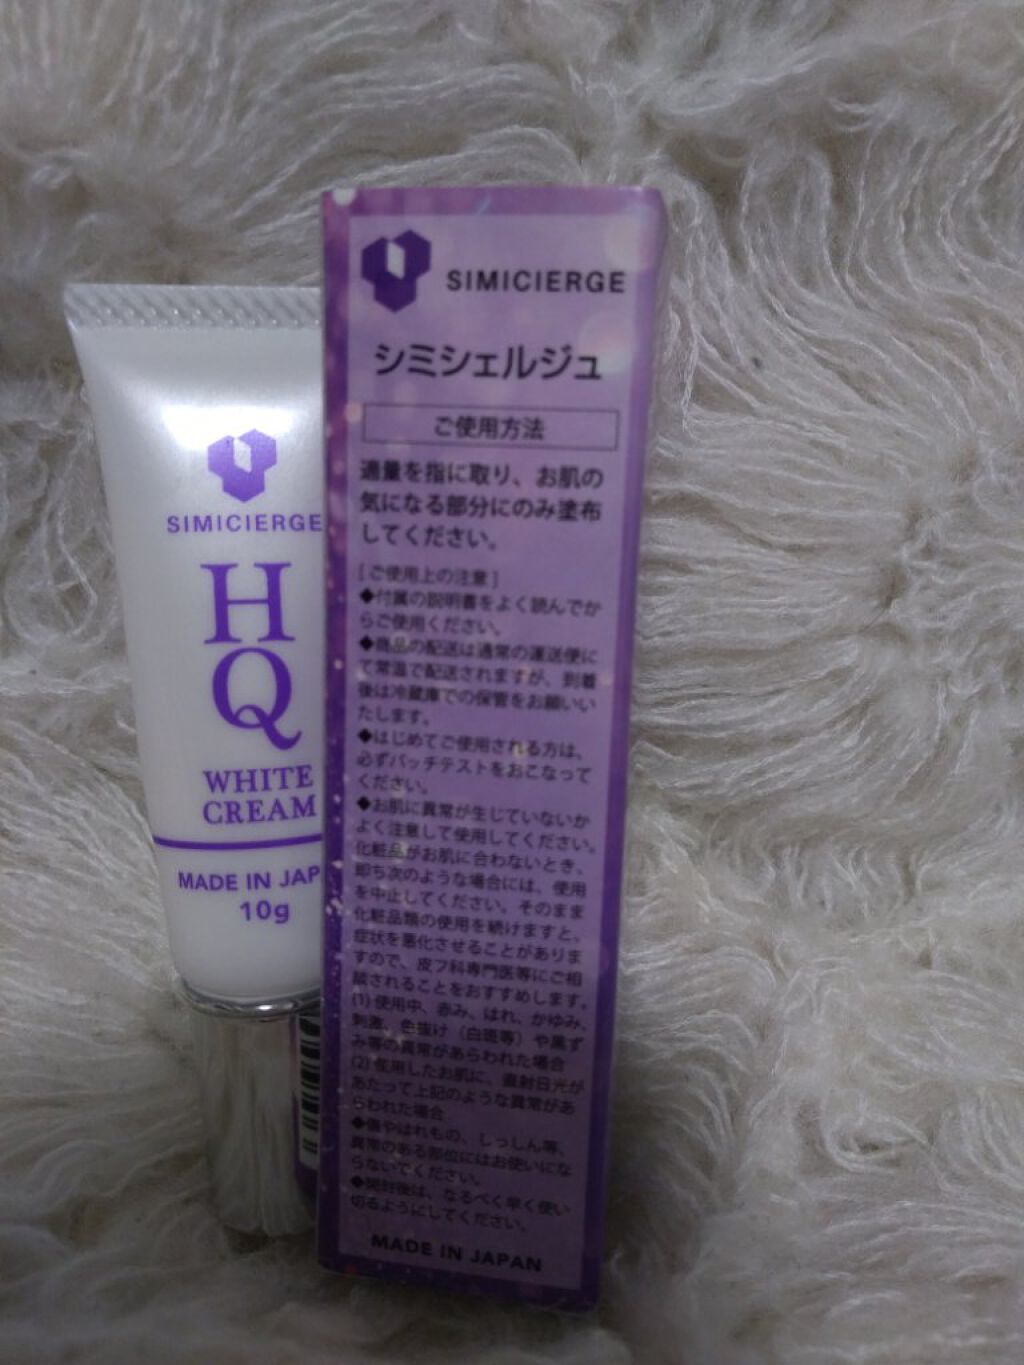 SIMICIERGE
HQ
WHITE
CREAM
MADE IN JAP
10g
SIMICIERGE
シミシェルジュ
ご使用方法
適量を指に取り、お肌の
気になる部分にのみ塗布
してください。
[ご使用上の注意]
◆付属の説明書をよく読んでか
らご使用ください。
◆商品の配送は通常の運送便に
て常温で配送されますが、到着
後は冷蔵庫での保管をお願いい
たします。
◆はじめてご使用される方は、
必ずパッチテストをおこなって
ください。
◆お肌に異常が生じていないか
よく注意して使用してください。
化粧品がお肌に合わないとき、
即ち次のような場合には、使用
を中止してください。そのまま
化粧品類の使用を続けますと、
症状を悪化させることがありま
すので、皮フ科専門医等にご相
談されることをおすすめします。
(1)使用中、赤み、はれ、かゆみ、
刺激、色抜け（白斑等）や黒ず
み等の異常があらわれた場合
(2)使用したお肌に、直射日光が
あたって上記のような異常があ
らわれた場合
◆傷やはれもの、しっしん等、
異常のある部位にはお使いにな
らないでください。
◆開封後は、なるべく早く使い
切るようにしてください。
MADE IN JAPAN